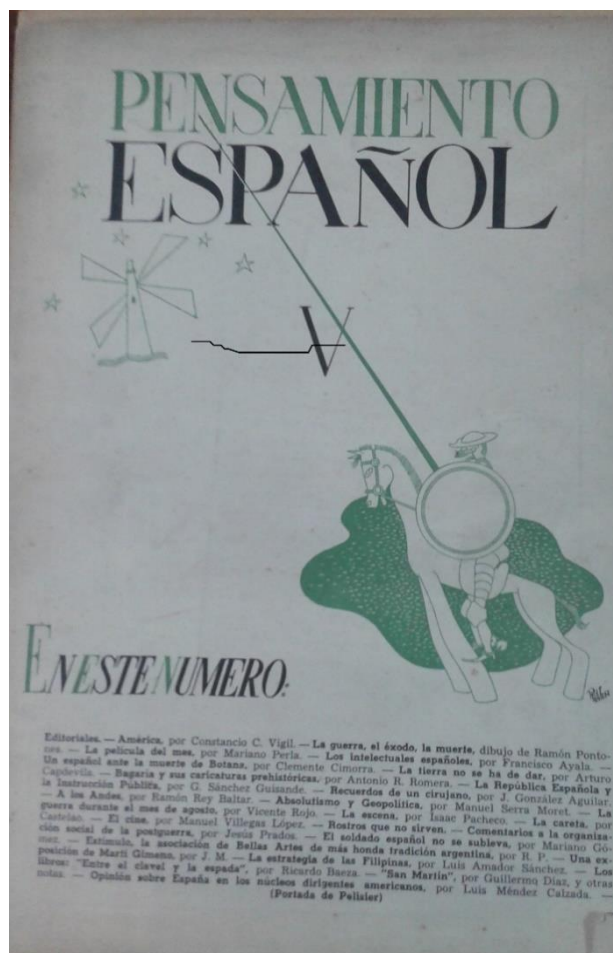 PENSAMIENTO
ESPAÑOL
V
EN ESTE NUMERO:
Editoriales. — América, por Constancio C. Vigil. — La guerra, el éxodo, la muerte, dibujo de Ramón Ponto-
nes. — La película del mes, por Mariano Perla. — Los intelectuales españoles, por Francisco Ayala. —
Un español ante la muerte de Botana, por Clemente Cimorra. — La tierra no se ha de dar, por Arturo
Capdevila. — Bagaría y sus caricaturas prehistóricas, por Antonio R. Romera. — La República Española y
la Instrucción Pública, por G. Sánchez Guisande. — Recuerdos de un cirujano, por J. González Aguilar.
— A los Andes, por Ramón Rey Baltar. — Absolutismo y Geopolítica, por Manuel Serra Moret. — La
guerra durante el mes de agosto, por Vicente Rojo. — La escena, por Isaac Pacheco. — La careta, por
Castelao. — El cine, por Manuel Villegas López. — Rostros que no sirven. — Comentarios a la organiza-
ción social de la postguerra, por Jesús Prados. — El soldado español no se subleva, por Mariano Gó-
mez. — Estímulo, la asociación de Bellas Artes de más honda tradición argentina, por R. P. — Una ex-
posición de Martí Gimeno, por J. M. — La estrategia de las Filipinas, por Luis Amador Sánchez. — Los
libros: "Entre el clavel y la espada", por Ricardo Baeza. — "San Martín", por Guillermo Díaz, y otras
notas. — Opinión sobre España en los núcleos dirigentes americanos, por Luis Méndez Calzada. —
(Portada de Pelisier)